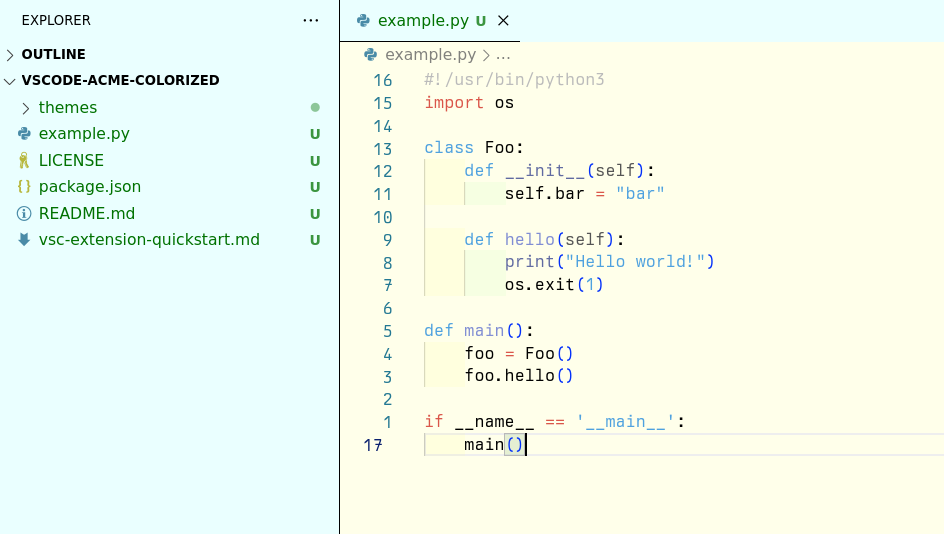 EXPLORER ···
OUTLINE
VSCODE-ACME-COLORIZED
themes
example.py U
LICENSE U
{} package.json U
README.md U
vsc-extension-quickstart.md U
example.py U ×
example.py > ...
16 #!/usr/bin/python3
15 import os
14
13 class Foo:
12     def __init__(self):
11         self.bar = "bar"
10
9     def hello(self):
8         print("Hello world!")
7         os.exit(1)
6
5 def main():
4     foo = Foo()
3     foo.hello()
2
1 if __name__ == '__main__':
17     main()